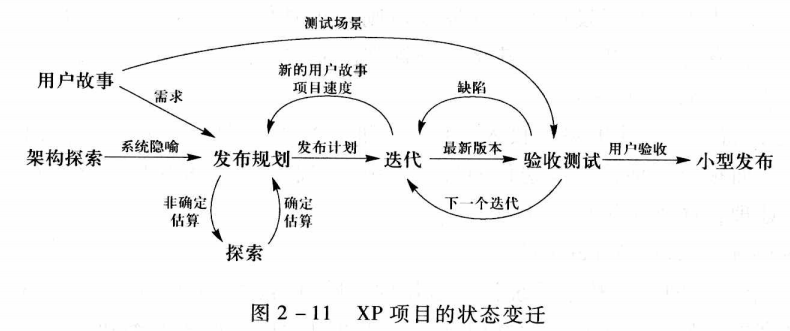 测试场景
用户故事
新的用户故事
项目速度
缺陷
需求
架构探索
系统隐喻
发布规划
发布计划
迭代
最新版本
验收测试
用户验收
小型发布
非确定
估算
确定
估算
下一个迭代
探索
图 2-11 XP 项目的状态变迁